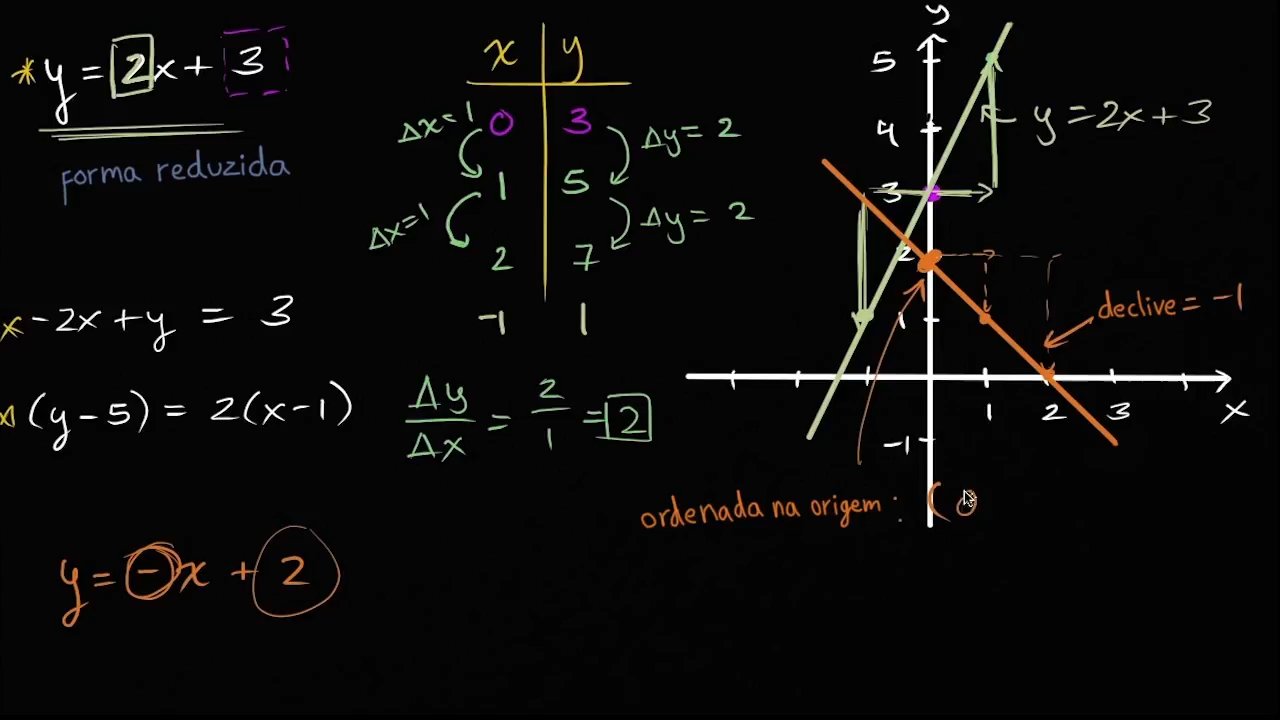 * y = 2x + 3
forma reduzida
* -2x + y = 3
* (y - 5) = 2(x - 1)
y = -x + 2
x y
0 3
1 5
2 7
-1 1
Δx=1
Δx=1
Δy = 2
Δy = 2
Δy/Δx = 2/1 = 2
y
5
4
3
2
1
-1
1 2 3
x
y = 2x + 3
declive = -1
ordenada na origem : (0